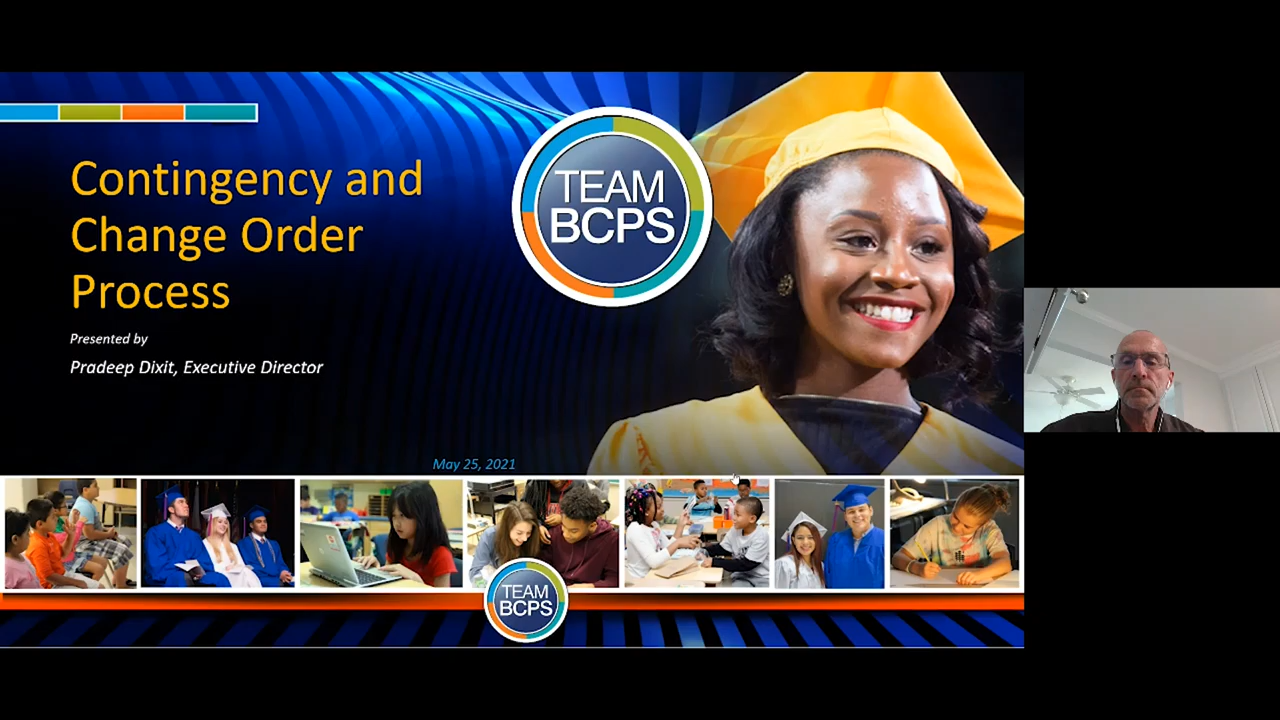 Contingency and
Change Order
Process
Presented by
Pradeep Dixit, Executive Director
May 25, 2021
TEAM
BCPS
TEAM
BCPS